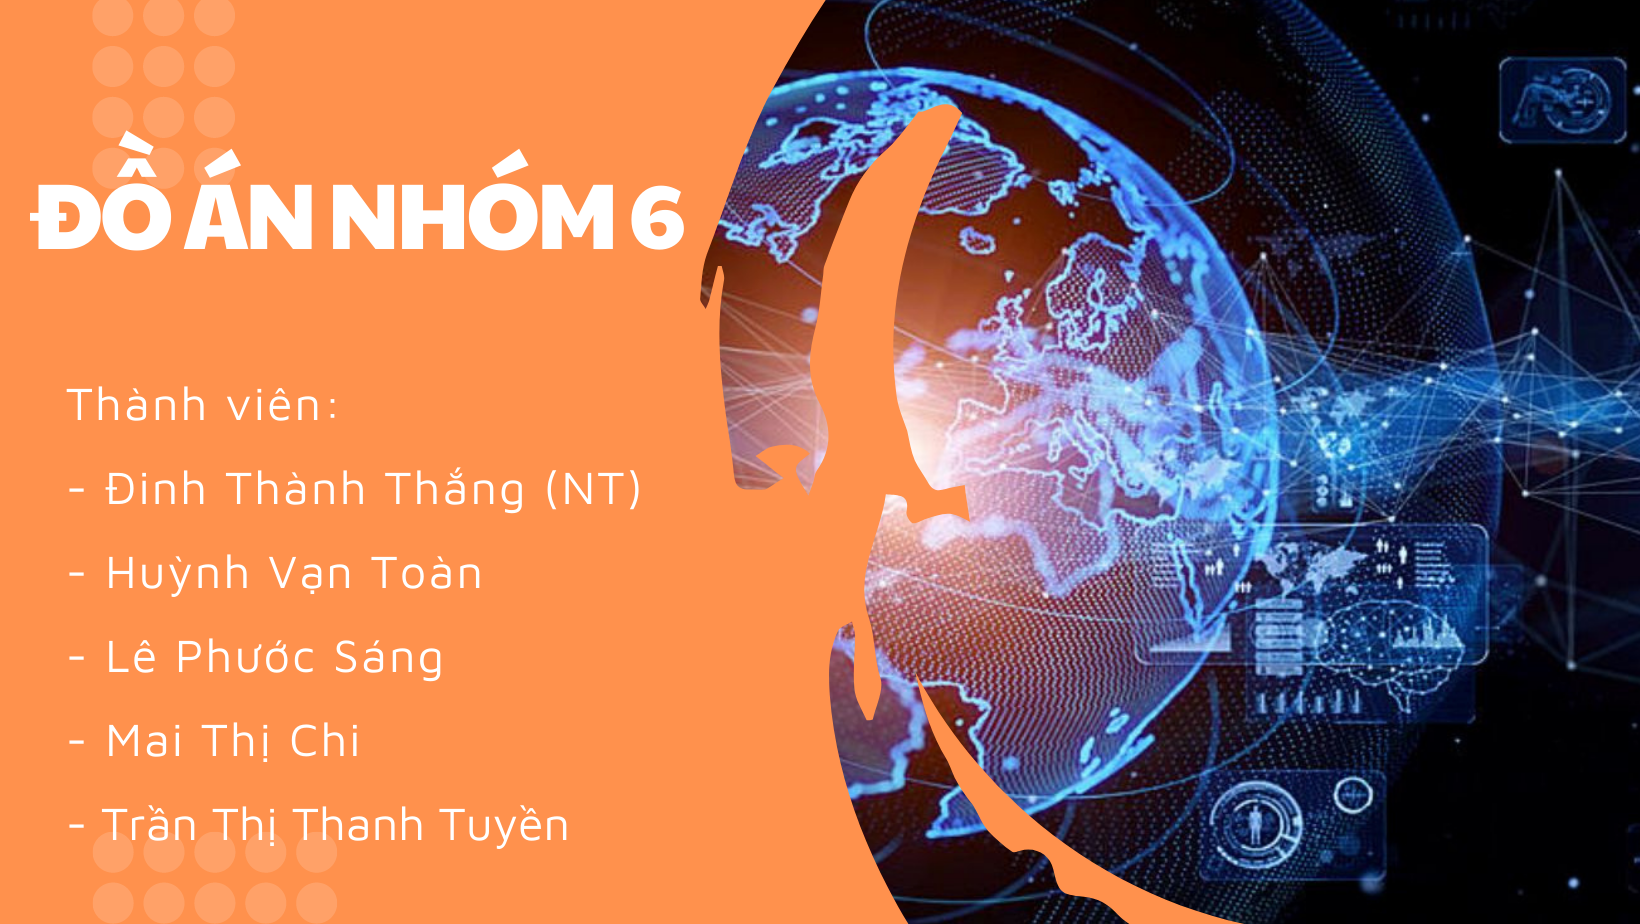 ĐỒ ÁN NHÓM 6
Thành viên:
- Đinh Thành Thắng (NT)
- Huỳnh Vạn Toàn
- Lê Phước Sáng
- Mai Thị Chi
- Trần Thị Thanh Tuyền